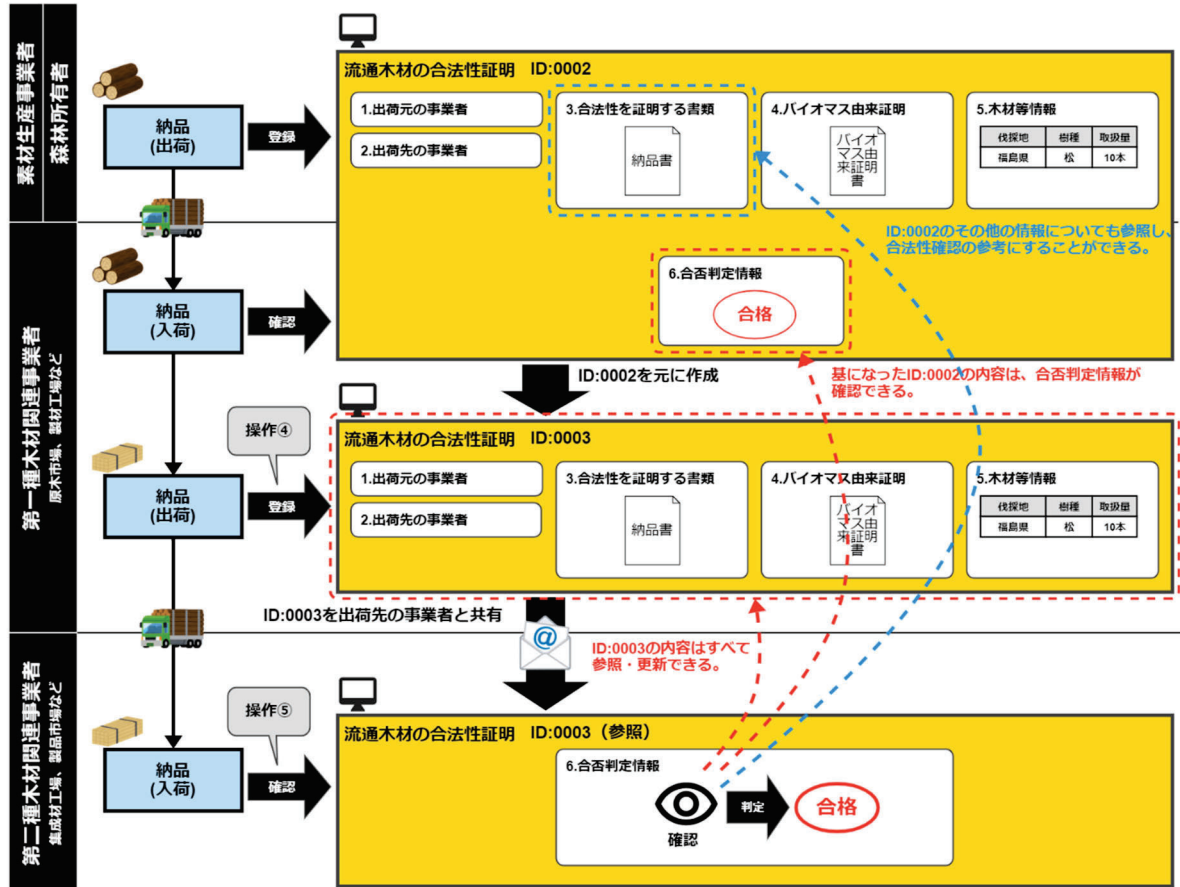 素材生産事業者
森林所有者
納品
(出荷)
登録
流通木材の合法性証明 ID:0002
1.出荷元の事業者
2.出荷先の事業者
3.合法性を証明する書類
納品書
4.バイオマス由来証明
バイオ
マス由
来証明
書
5.木材等情報
伐採地 樹種 取扱量
福島県 松 10本
ID:0002のその他の情報についても参照し、
合法性確認の参考にすることができる。
第一種木材関連事業者
原木市場、製材工場など
納品
(入荷)
確認
6.合否判定情報
合格
ID:0002を元に作成
基になったID:0002の内容は、合否判定情報が
確認できる。
操作④
納品
(出荷)
登録
流通木材の合法性証明 ID:0003
1.出荷元の事業者
2.出荷先の事業者
3.合法性を証明する書類
納品書
4.バイオマス由来証明
バイオ
マス由
来証明
書
5.木材等情報
伐採地 樹種 取扱量
福島県 松 10本
ID:0003を出荷先の事業者と共有
@
ID:0003の内容はすべて
参照・更新できる。
第二種木材関連事業者
集成材工場、製品市場など
操作⑤
納品
(入荷)
確認
流通木材の合法性証明 ID:0003（参照）
6.合否判定情報
確認
判定
合格